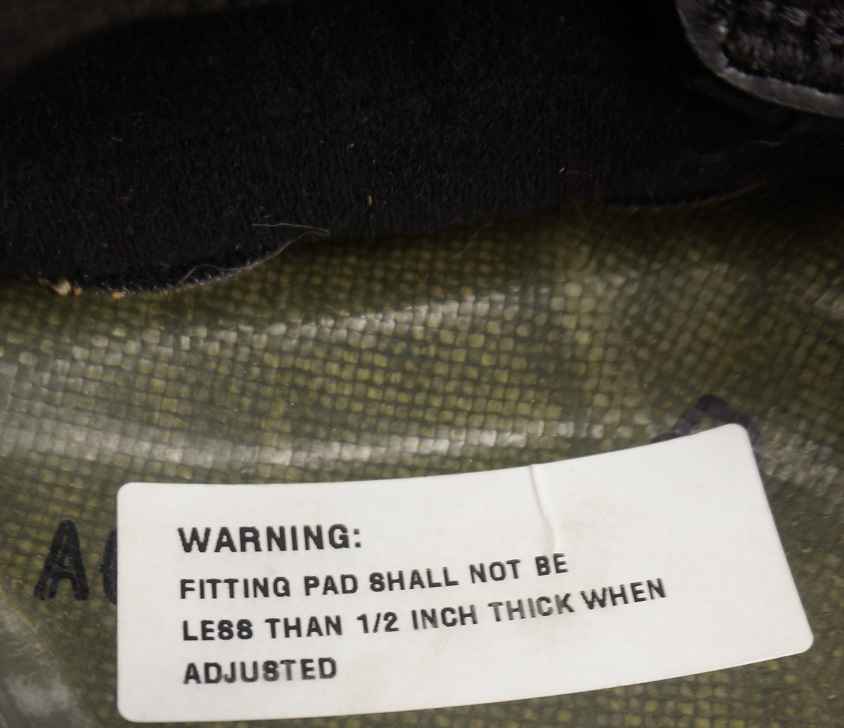 WARNING:
FITTING PAD SHALL NOT BE
LESS THAN 1/2 INCH THICK WHEN
ADJUSTED